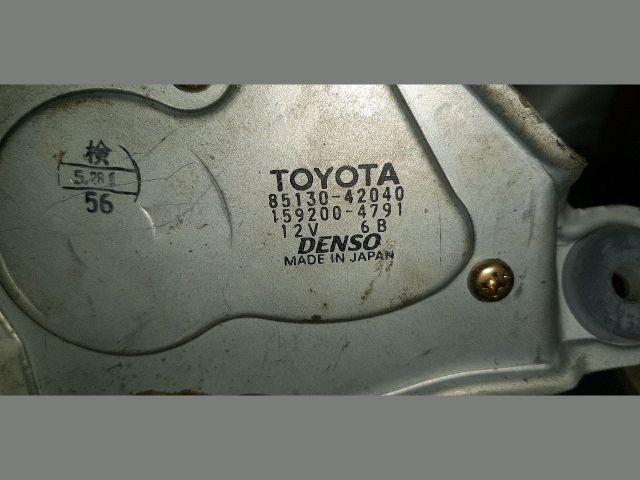 検
56
TOYOTA
85130-42040
159200-4791
12V 6B
DENSO
MADE IN JAPAN